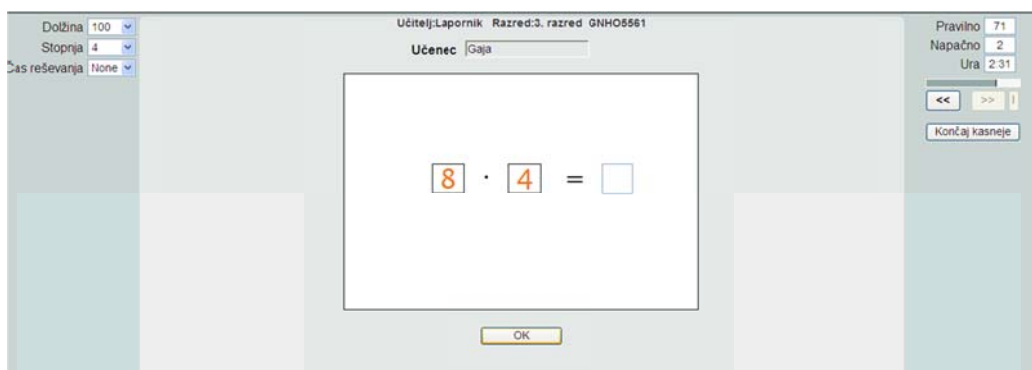 Dolžina 100
Stopnja 4
Čas reševanja None
Učitelj:Lapornik Razred:3. razred GNHO5561
Učenec Gaja
8 · 4 =
OK
Pravilno 71
Napačno 2
Ura 2:31
<< >>
Končaj kasneje